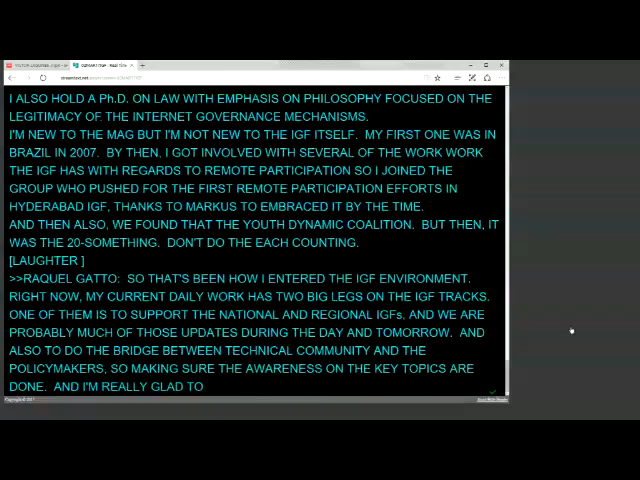 I ALSO HOLD A Ph.D. ON LAW WITH EMPHASIS ON PHILOSOPHY FOCUSED ON THE
LEGITIMACY OF THE INTERNET GOVERNANCE MECHANISMS.
I'M NEW TO THE MAG BUT I'M NOT NEW TO THE IGF ITSELF.  MY FIRST ONE WAS IN
BRAZIL IN 2007.  BY THEN, I GOT INVOLVED WITH SEVERAL OF THE WORK WORK
THE IGF HAS WITH REGARDS TO REMOTE PARTICIPATION SO I JOINED THE
GROUP WHO PUSHED FOR THE FIRST REMOTE PARTICIPATION EFFORTS IN
HYDERABAD IGF, THANKS TO MARKUS TO EMBRACED IT BY THE TIME.
AND THEN ALSO, WE FOUND THAT THE YOUTH DYNAMIC COALITION.  BUT THEN, IT
WAS THE 20-SOMETHING.  DON'T DO THE EACH COUNTING.
[LAUGHTER ]
>>RAQUEL GATTO:  SO THAT'S BEEN HOW I ENTERED THE IGF ENVIRONMENT.
RIGHT NOW, MY CURRENT DAILY WORK HAS TWO BIG LEGS ON THE IGF TRACKS.
ONE OF THEM IS TO SUPPORT THE NATIONAL AND REGIONAL IGFs, AND WE ARE
PROBABLY MUCH OF THOSE UPDATES DURING THE DAY AND TOMORROW.  AND
ALSO TO DO THE BRIDGE BETWEEN TECHNICAL COMMUNITY AND THE
POLICYMAKERS, SO MAKING SURE THE AWARENESS ON THE KEY TOPICS ARE
DONE.  AND I'M REALLY GLAD TO